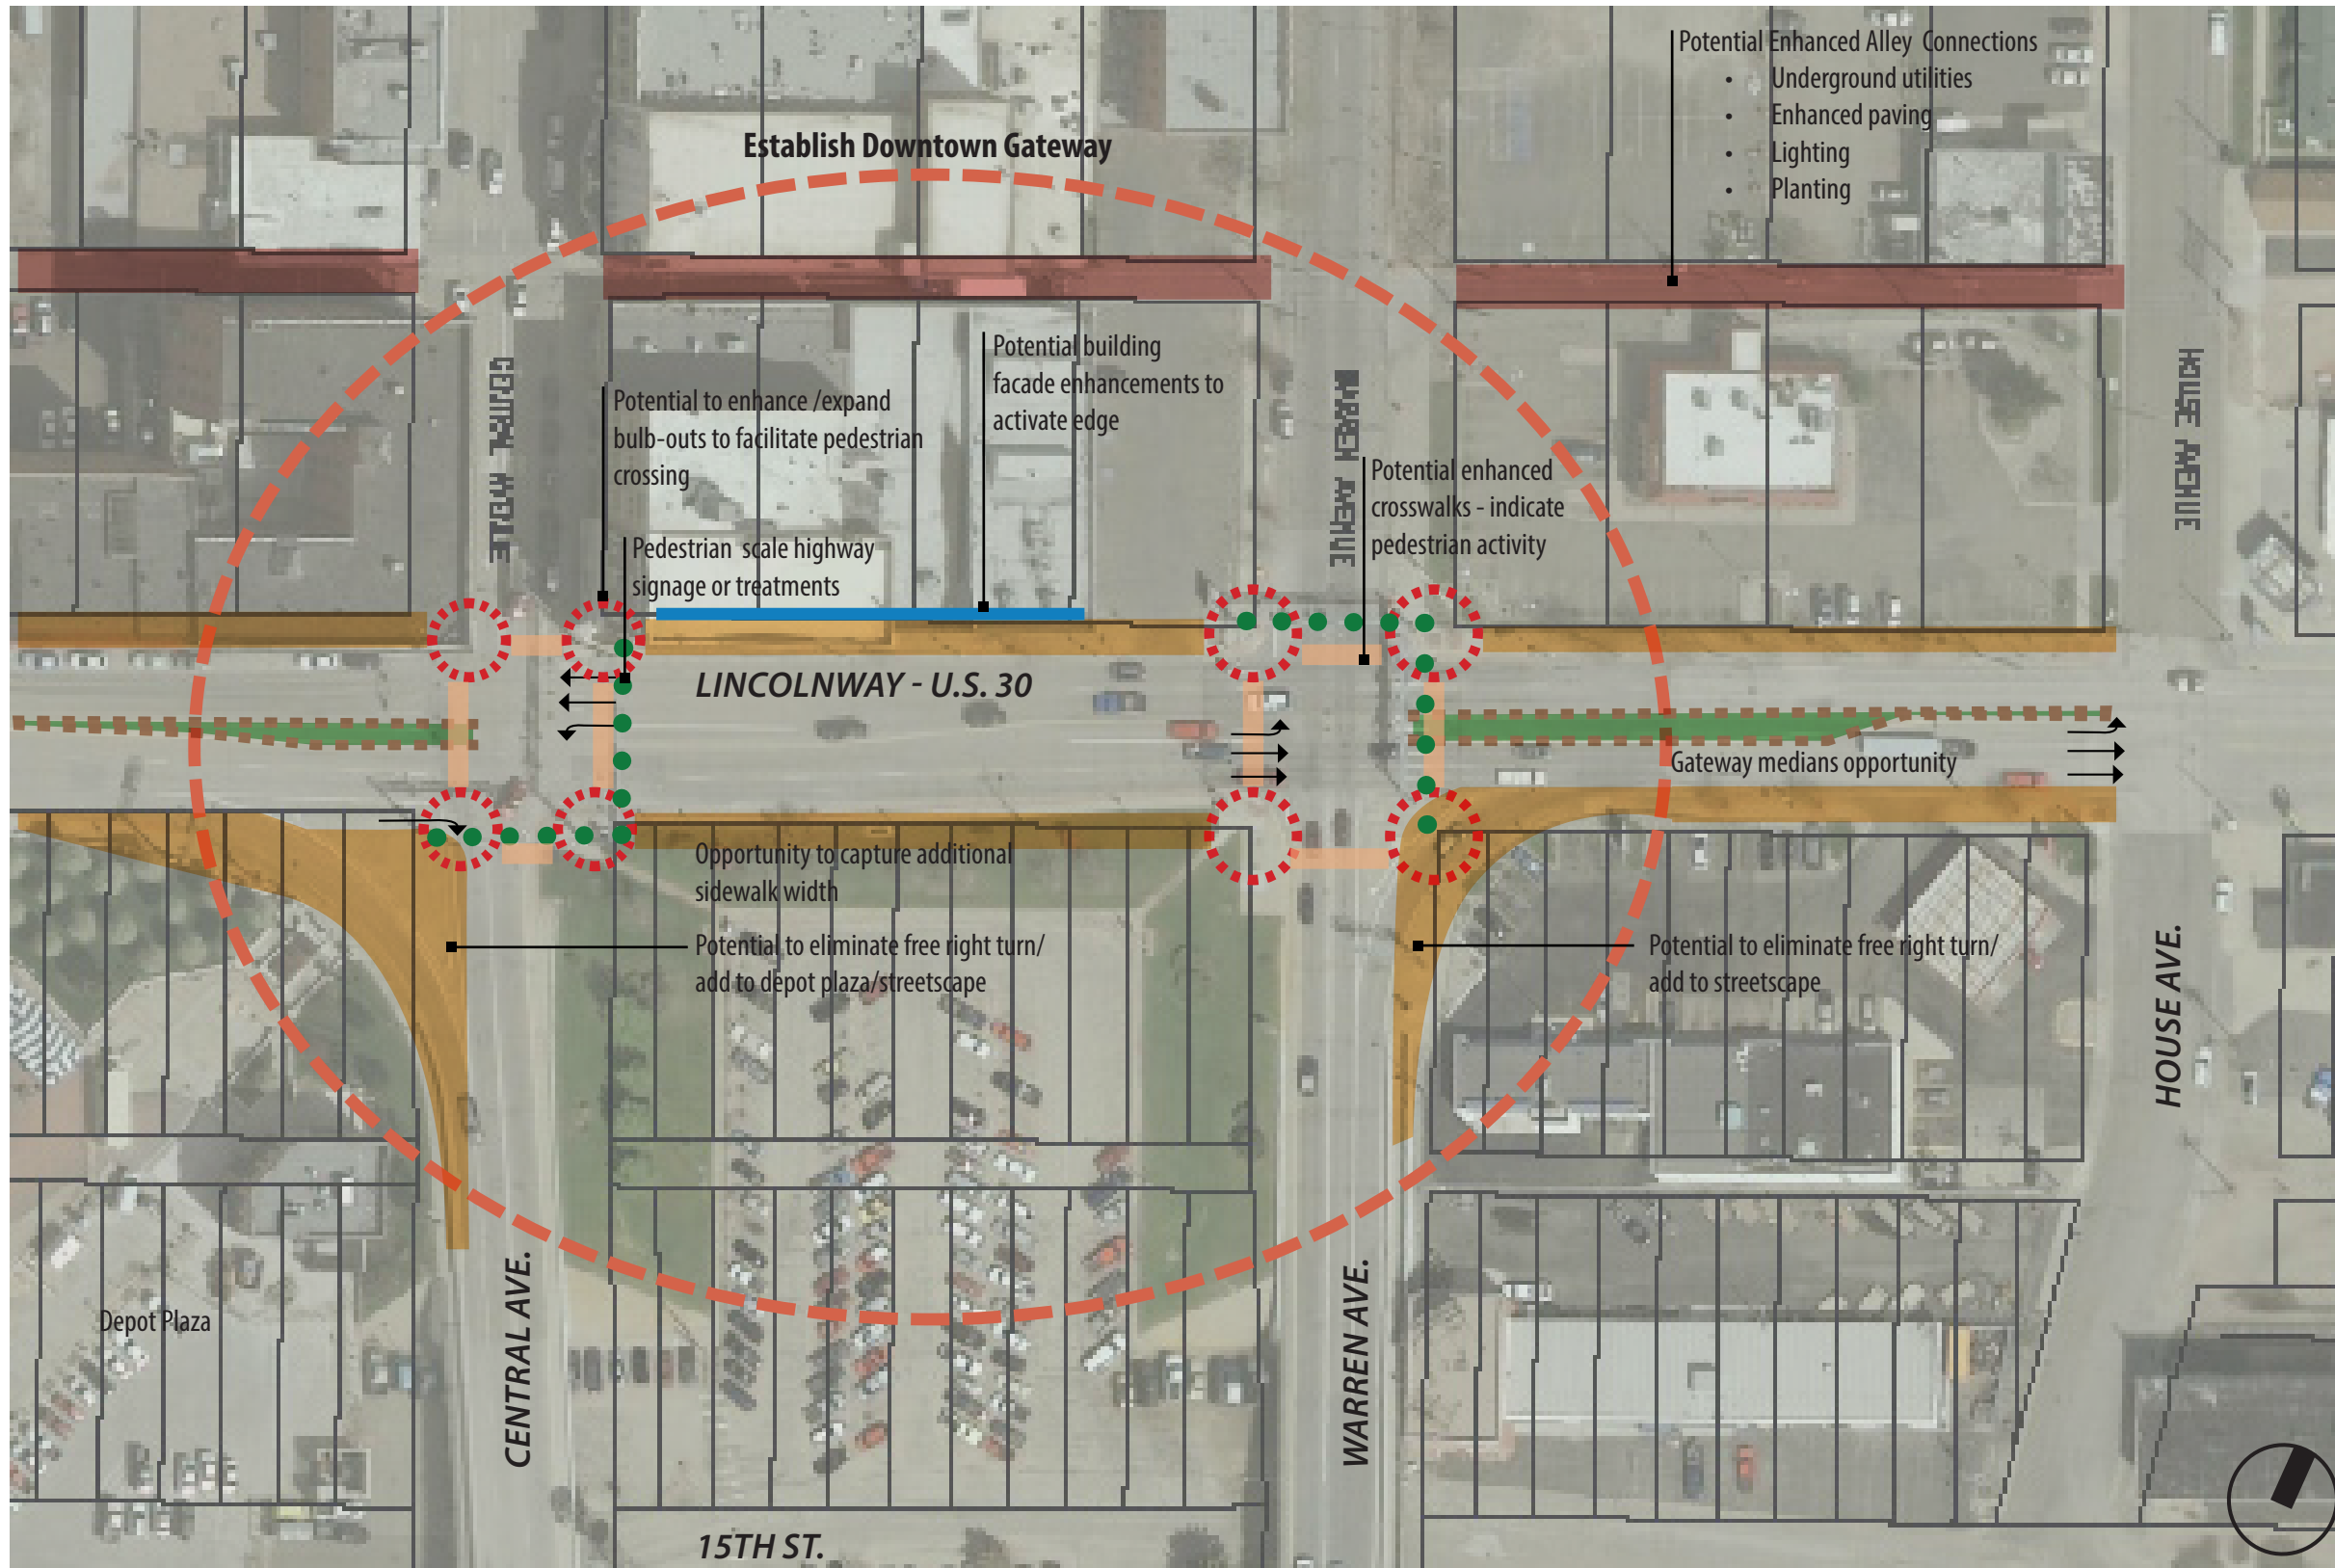 Potential Enhanced Alley Connections
• Underground utilities
• Enhanced paving
• Lighting
• Planting
Establish Downtown Gateway
Potential building
facade enhancements to
activate edge
Potential to enhance /expand
bulb-outs to facilitate pedestrian
crossing
Potential enhanced
crosswalks - indicate
pedestrian activity
Pedestrian scale highway
signage or treatments
HOUSE AVENUE
WARREN AVENUE
LINCOLNWAY - U.S. 30
Gateway medians opportunity
Opportunity to capture additional
sidewalk width
Potential to eliminate free right turn/
add to depot plaza/streetscape
Potential to eliminate free right turn/
add to streetscape
HOUSE AVE.
CENTRAL AVE.
WARREN AVE.
Depot Plaza
15TH ST.